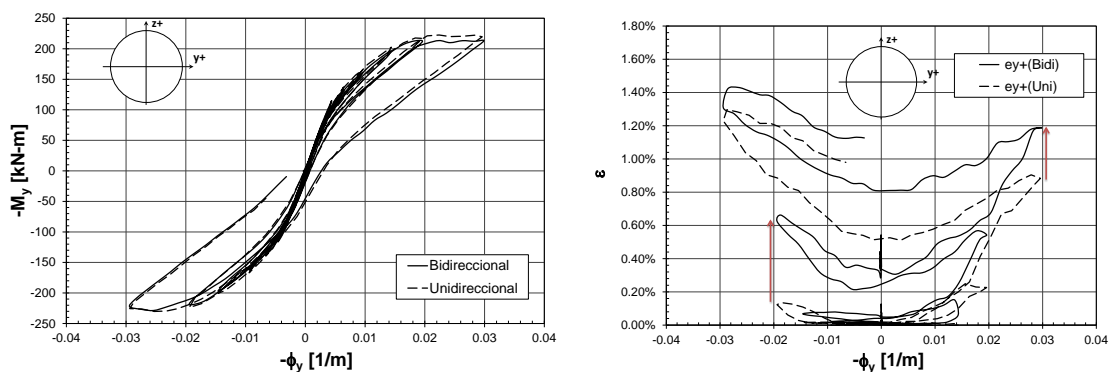 250
200
150
100
50
0
-50
-100
-150
-200
-250
-0.04 -0.03 -0.02 -0.01 0 0.01 0.02 0.03 0.04
-My [kN-m]
-ϕy [1/m]
z+
y+
Bidireccional
Unidireccional
1.80%
1.60%
1.40%
1.20%
1.00%
0.80%
0.60%
0.40%
0.20%
0.00%
-0.04 -0.03 -0.02 -0.01 0 0.01 0.02 0.03 0.04
ε
-ϕy [1/m]
z+
y+
ey+(Bidi)
ey+(Uni)